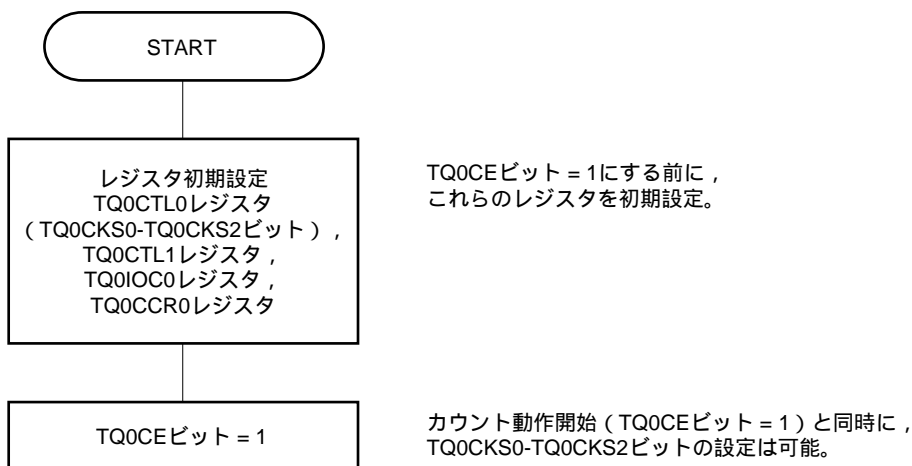 START
レジスタ初期設定
TQ0CTL0レジスタ
（TQ0CKS0-TQ0CKS2ビット），
TQ0CTL1レジスタ，
TQ0IOC0レジスタ，
TQ0CCR0レジスタ
TQ0CEビット = 1にする前に，
これらのレジスタを初期設定。
TQ0CEビット = 1
カウント動作開始（TQ0CEビット = 1）と同時に，
TQ0CKS0-TQ0CKS2ビットの設定は可能。